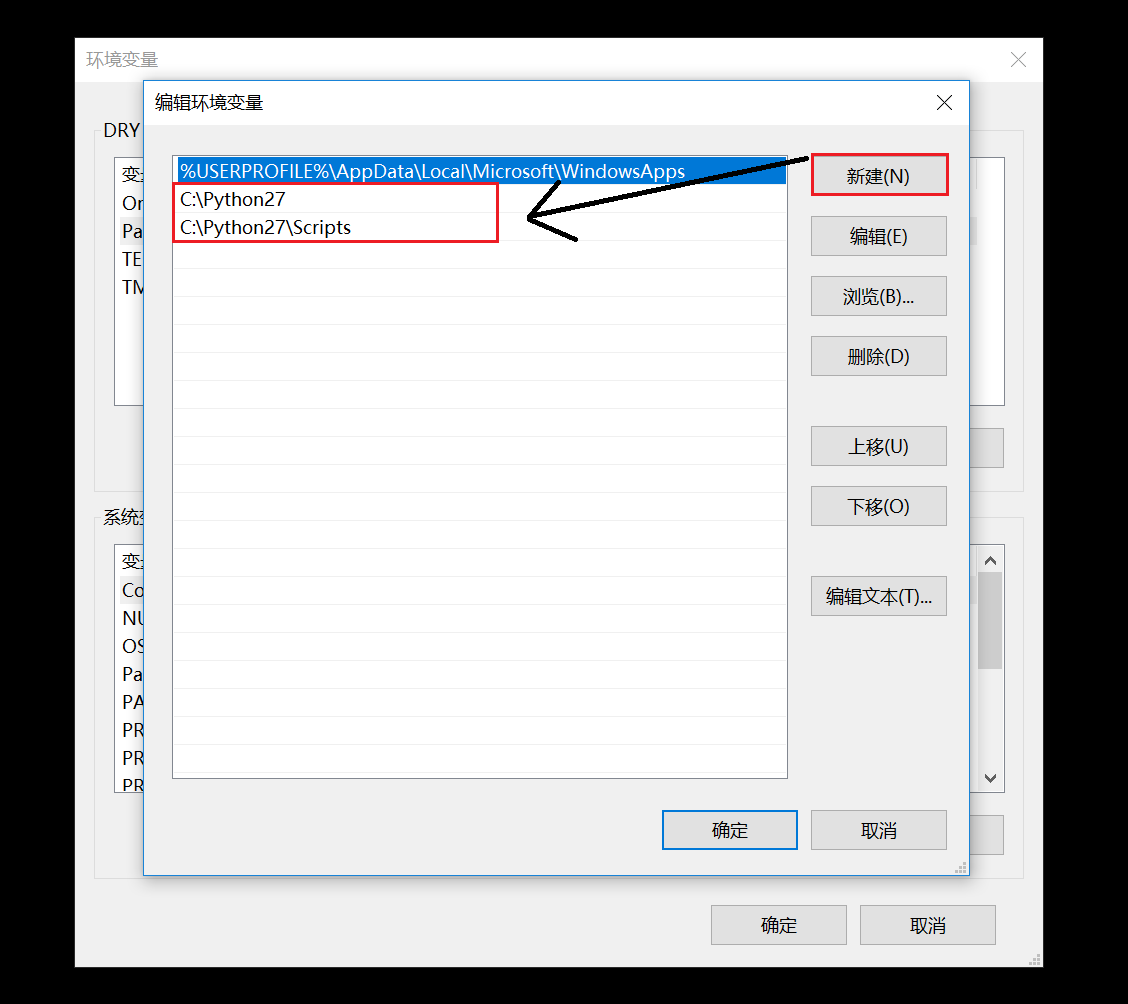 环境变量
编辑环境变量
DRY
%USERPROFILE%\AppData\Local\Microsoft\WindowsApps
C:\Python27
C:\Python27\Scripts
新建(N)
编辑(E)
浏览(B)...
删除(D)
上移(U)
下移(O)
编辑文本(T)...
确定
取消
变
Or
Pa
TE
TM
系统
变
Co
NU
OS
Pa
PA
PR
PR
PR
确定
取消